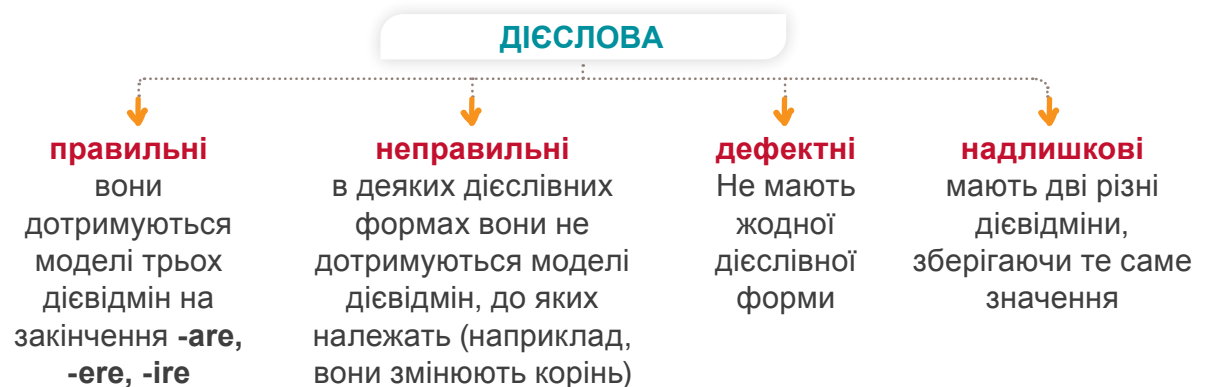 ДІЄСЛОВА
правильні
вони
дотримуються
моделі трьох
дієвідмін на
закінчення -are,
-ere, -ire
неправильні
в деяких дієслівних
формах вони не
дотримуються моделі
дієвідмін, до яких
належать (наприклад,
вони змінюють корінь)
дефектні
Не мають
жодної
дієслівної
форми
надлишкові
мають дві різні
дієвідміни,
зберігаючи те саме
значення